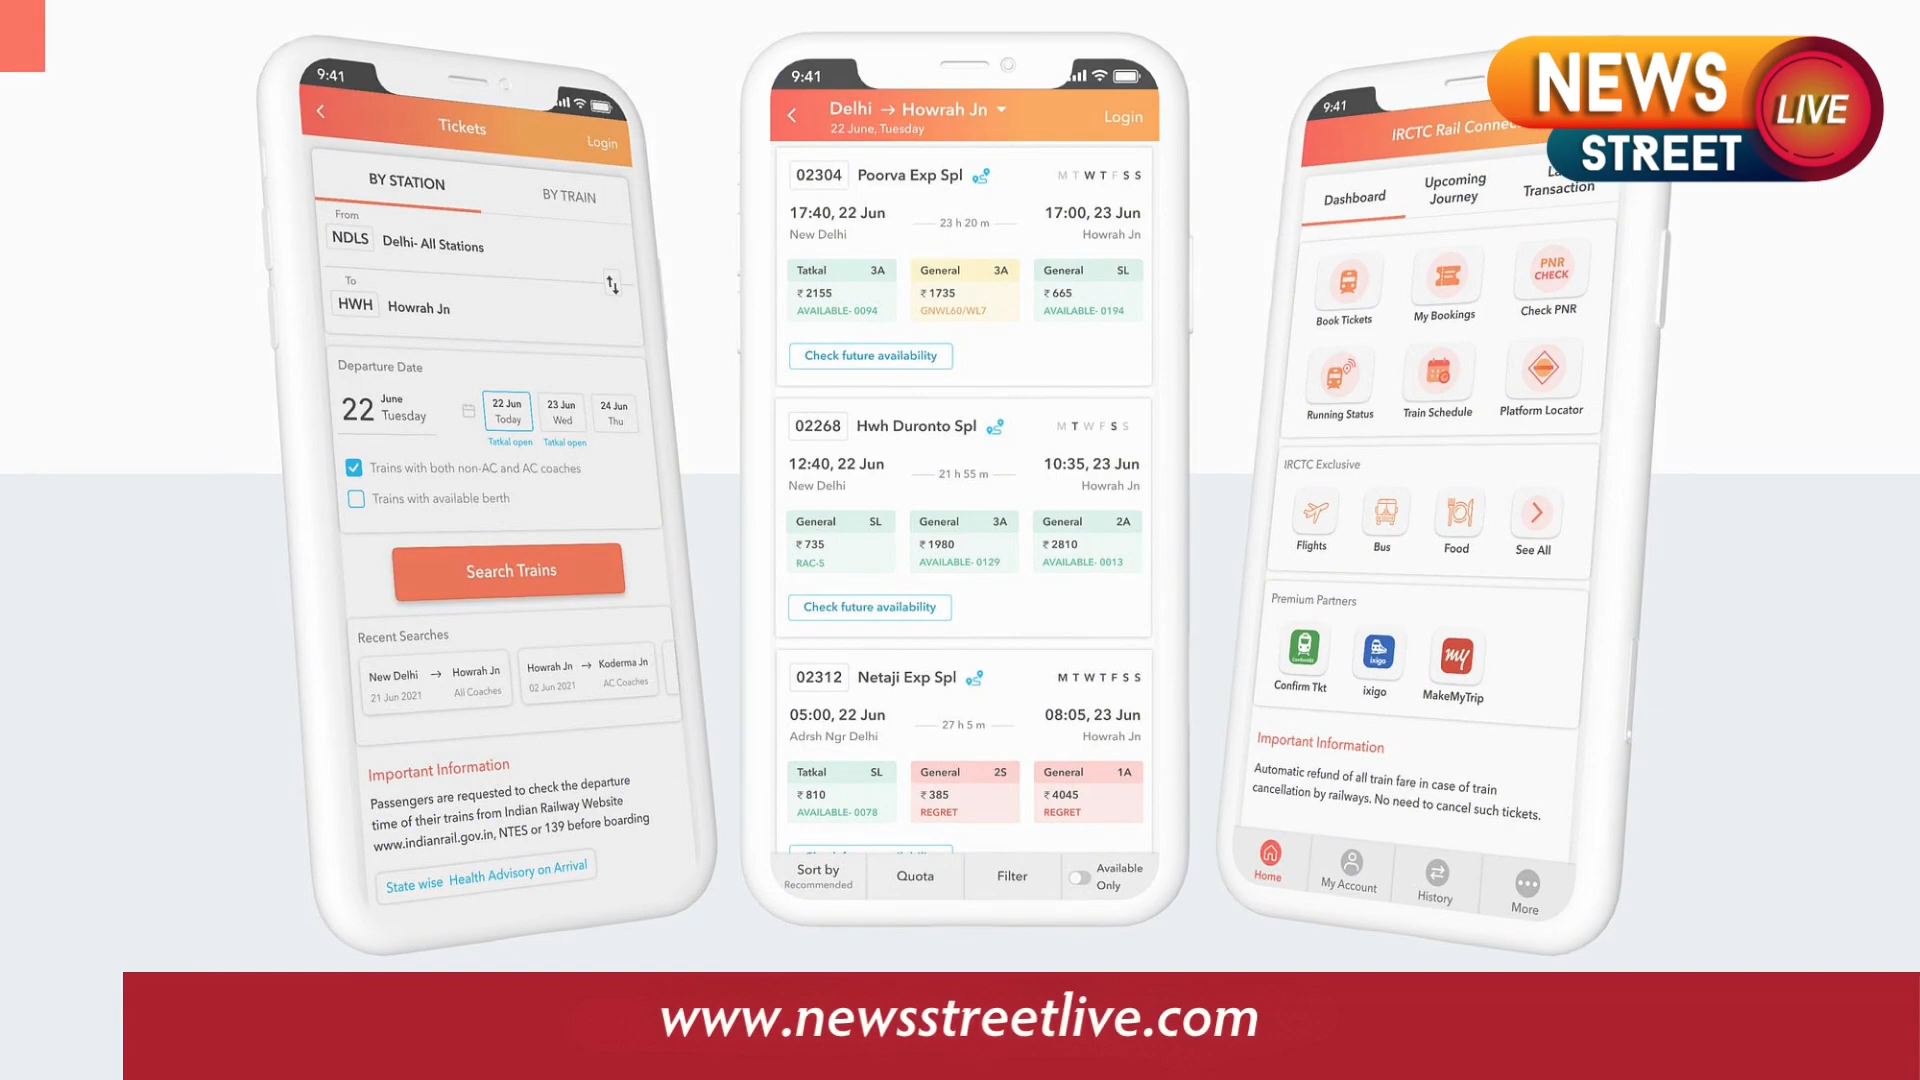 9:41
Tickets
Login
BY STATION
BY TRAIN
From
NDLS Delhi- All Stations
To
HWH Howrah Jn
Departure Date
22 June
Tuesday
22 Jun
Today
23 Jun
Wed
24 Jun
Thu
Tatkal open
Tatkal open
Trains with both non-AC and AC coaches
Trains with available berth
Search Trains
Recent Searches
New Delhi → Howrah Jn
21 Jun 2021 All Coaches
Howrah Jn → Koderma Jn
02 Jun 2021 AC Coaches
Important Information
Passengers are requested to check the departure
time of their trains from Indian Railway Website
www.indianrail.gov.in, NTES or 139 before boarding
State wise Health Advisory on Arrival
9:41
Delhi → Howrah Jn
22 June, Tuesday
Login
02304 Poorva Exp Spl M T W T F S S
17:40, 22 Jun 23 h 20 m 17:00, 23 Jun
New Delhi Howrah Jn
Tatkal 3A General 3A General SL
₹ 2155 ₹ 1735 ₹ 665
AVAILABLE- 0094 GNWL60/WL7 AVAILABLE- 0194
Check future availability
02268 Hwh Duronto Spl M T W F S S
12:40, 22 Jun 21 h 55 m 10:35, 23 Jun
New Delhi Howrah Jn
General SL General 3A General 2A
₹ 735 ₹ 1980 ₹ 2810
RAC-5 AVAILABLE- 0129 AVAILABLE- 0013
Check future availability
02312 Netaji Exp Spl M T W T F S S
05:00, 22 Jun 27 h 5 m 08:05, 23 Jun
Adrsh Ngr Delhi Howrah Jn
Tatkal SL General 2S General 1A
₹ 810 ₹ 385 ₹ 4045
AVAILABLE- 0078 REGRET REGRET
Sort by
Recommended
Quota
Filter
Available
Only
9:41
IRCTC Rail
Dashboard
Upcoming
Journey
Transaction
PNR
CHECK
Book Tickets
My Bookings
Check PNR
Running Status
Train Schedule
Platform Locator
IRCTC Exclusive
Flights
Bus
Food
See All
Premium Partners
ixigo
my
Confirm Tkt
ixigo
MakeMyTrip
Important Information
Automatic refund of all train fare in case of train
cancellation by railways. No need to cancel such tickets.
Home
My Account
History
More
NEWS
STREET
LIVE
www.newsstreetlive.com